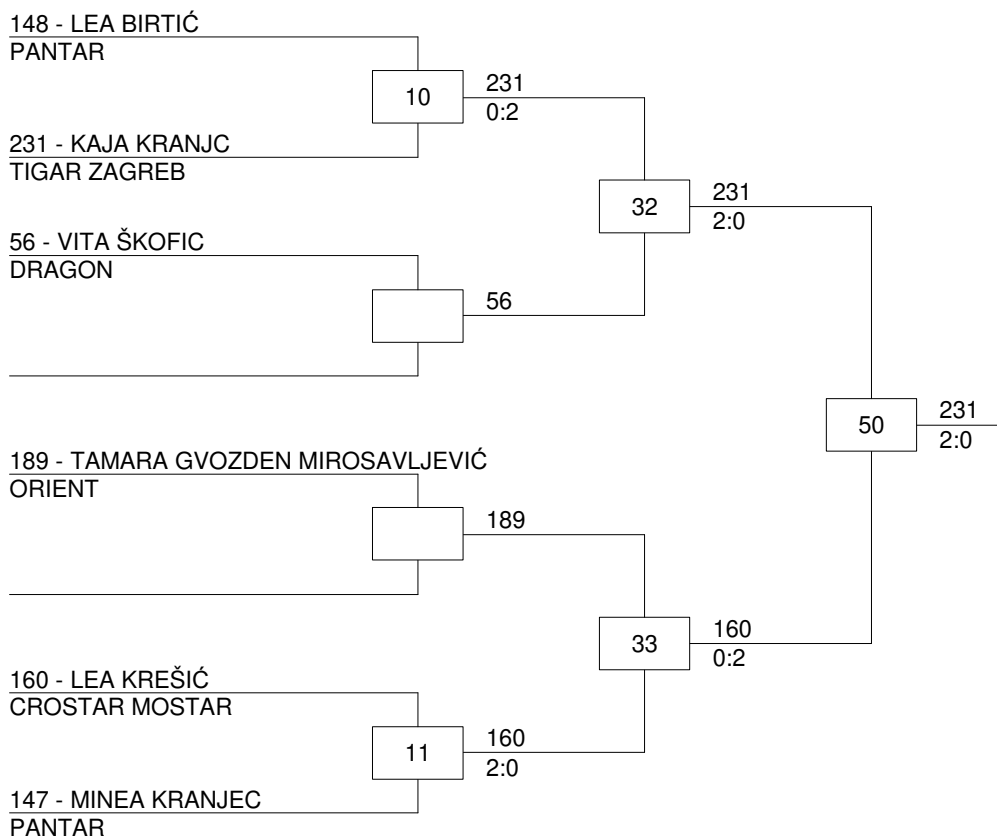 148 - LEA BIRTIĆ
PANTAR
10
231
0:2
231 - KAJA KRANJC
TIGAR ZAGREB
32
231
2:0
56 - VITA ŠKOFIC
DRAGON
56
50
231
2:0
189 - TAMARA GVOZDEN MIROSAVLJEVIĆ
ORIENT
189
33
160
0:2
160 - LEA KREŠIĆ
CROSTAR MOSTAR
11
160
2:0
147 - MINEA KRANJEC
PANTAR